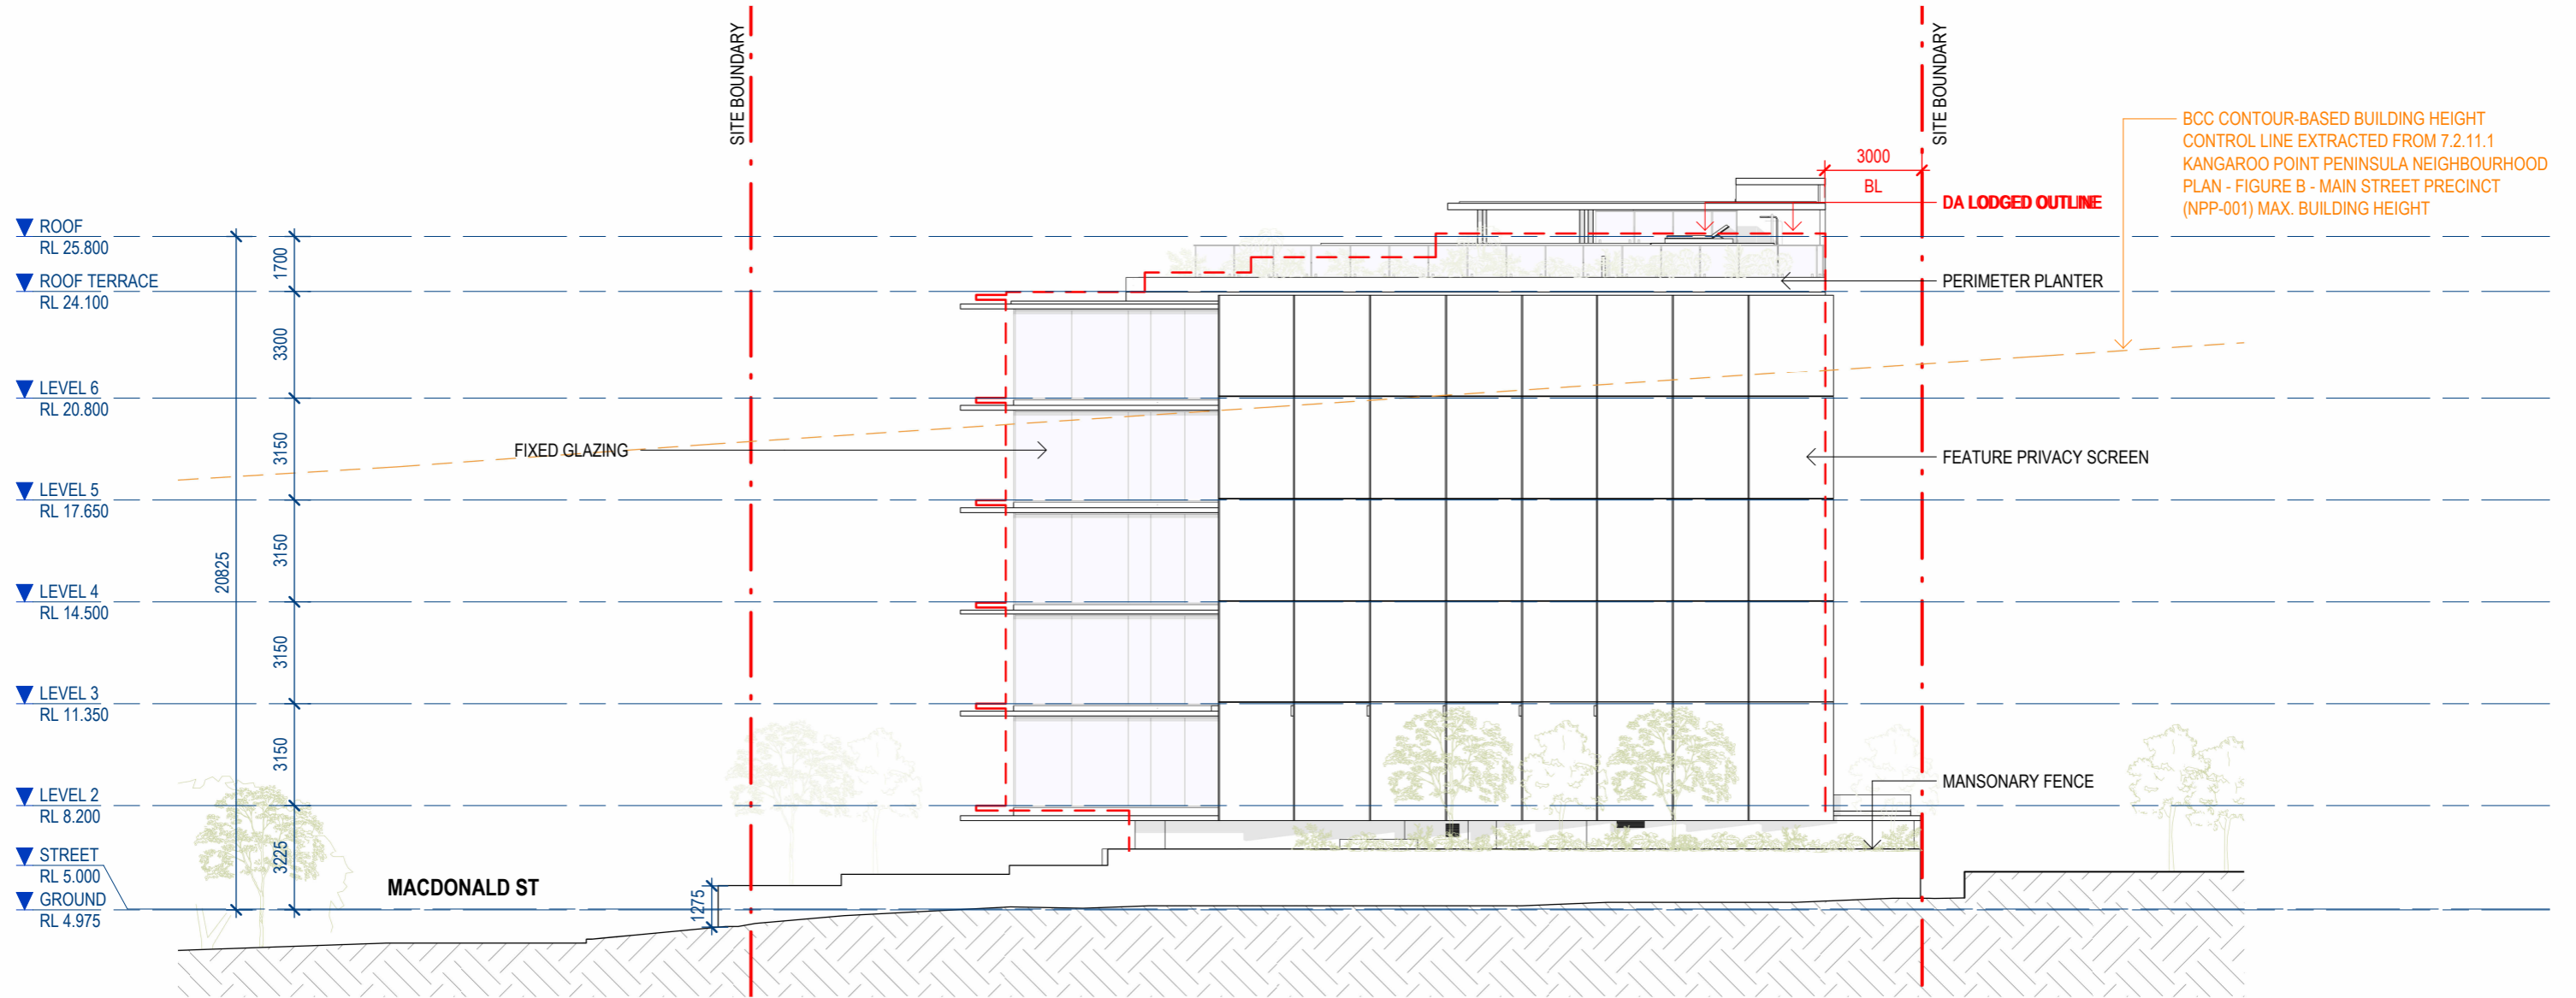 SITE BOUNDARY
SITE BOUNDARY
BCC CONTOUR-BASED BUILDING HEIGHT
CONTROL LINE EXTRACTED FROM 7.2.11.1
KANGAROO POINT PENINSULA NEIGHBOURHOOD
PLAN - FIGURE B - MAIN STREET PRECINCT
(NPP-001) MAX. BUILDING HEIGHT
3000
BL
DA LODGED OUTLINE
ROOF
RL 25.800
1700
ROOF TERRACE
RL 24.100
PERIMETER PLANTER
3300
LEVEL 6
RL 20.800
3150
FIXED GLAZING
FEATURE PRIVACY SCREEN
LEVEL 5
RL 17.650
3150
20825
LEVEL 4
RL 14.500
3150
LEVEL 3
RL 11.350
3150
MANSONARY FENCE
LEVEL 2
RL 8.200
3225
STREET
RL 5.000
MACDONALD ST
1275
GROUND
RL 4.975